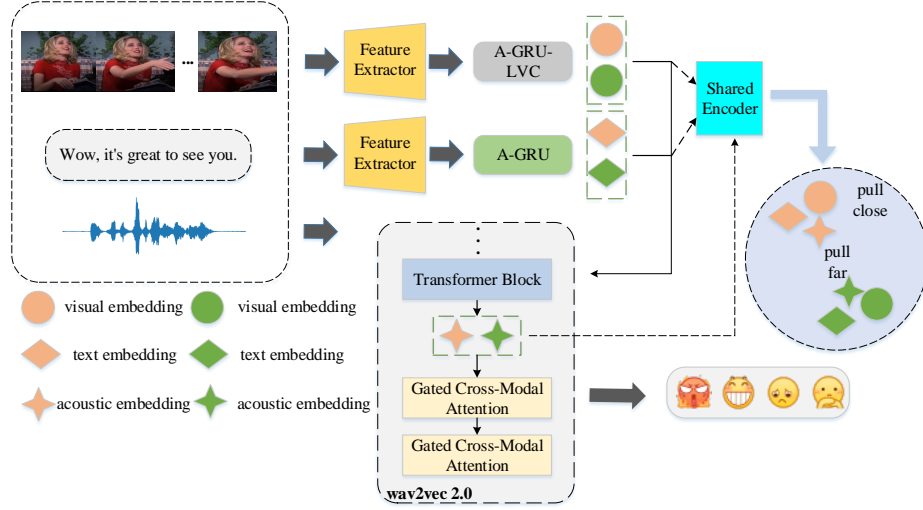 Feature
Extractor
A-GRU-
LVC
Shared
Encoder
...
Wow, it's great to see you.
Feature
Extractor
A-GRU
pull
close
pull
far
Transformer Block
visual embedding
visual embedding
text embedding
text embedding
acoustic embedding
acoustic embedding
Gated Cross-Modal
Attention
Gated Cross-Modal
Attention
wav2vec 2.0